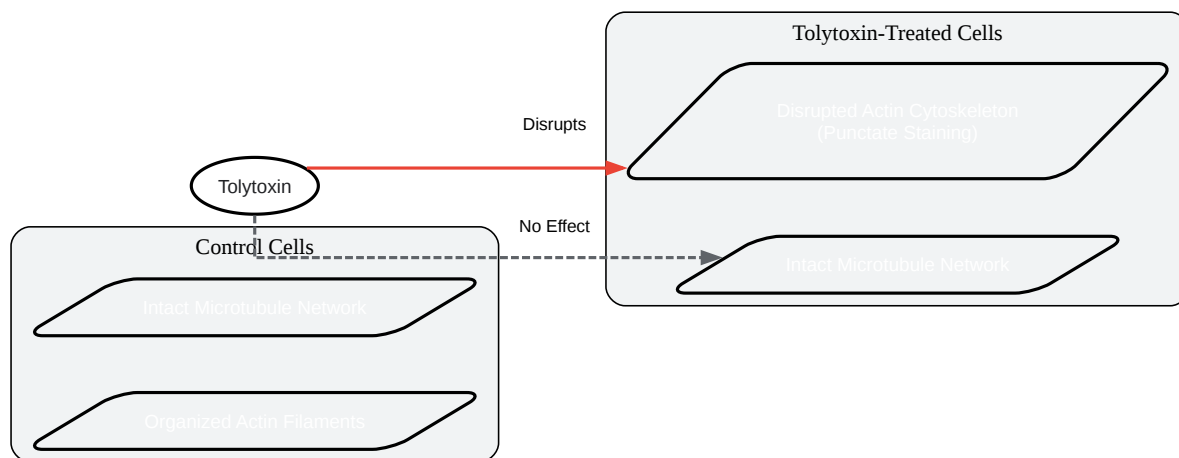 Tolytoxin-Treated Cells
Disrupted Actin Cytoskeleton
(Punctate Staining)
Disrupts
Tolytoxin
No Effect
Control Cells
Intact Microtubule Network
Intact Microtubule Network
Organized Actin Filaments